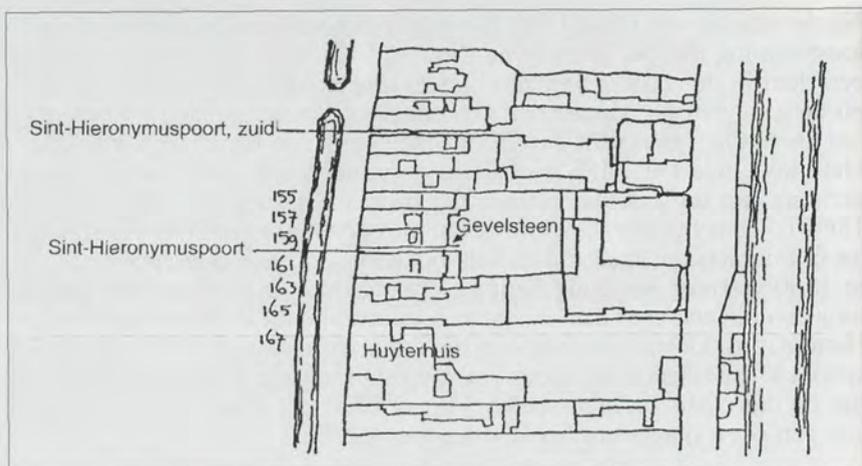 Sint-Hieronymuspoort, zuid
155
157
Gevelsteen
159
Sint-Hieronymuspoort
161
163
165
167
Huyterhuis